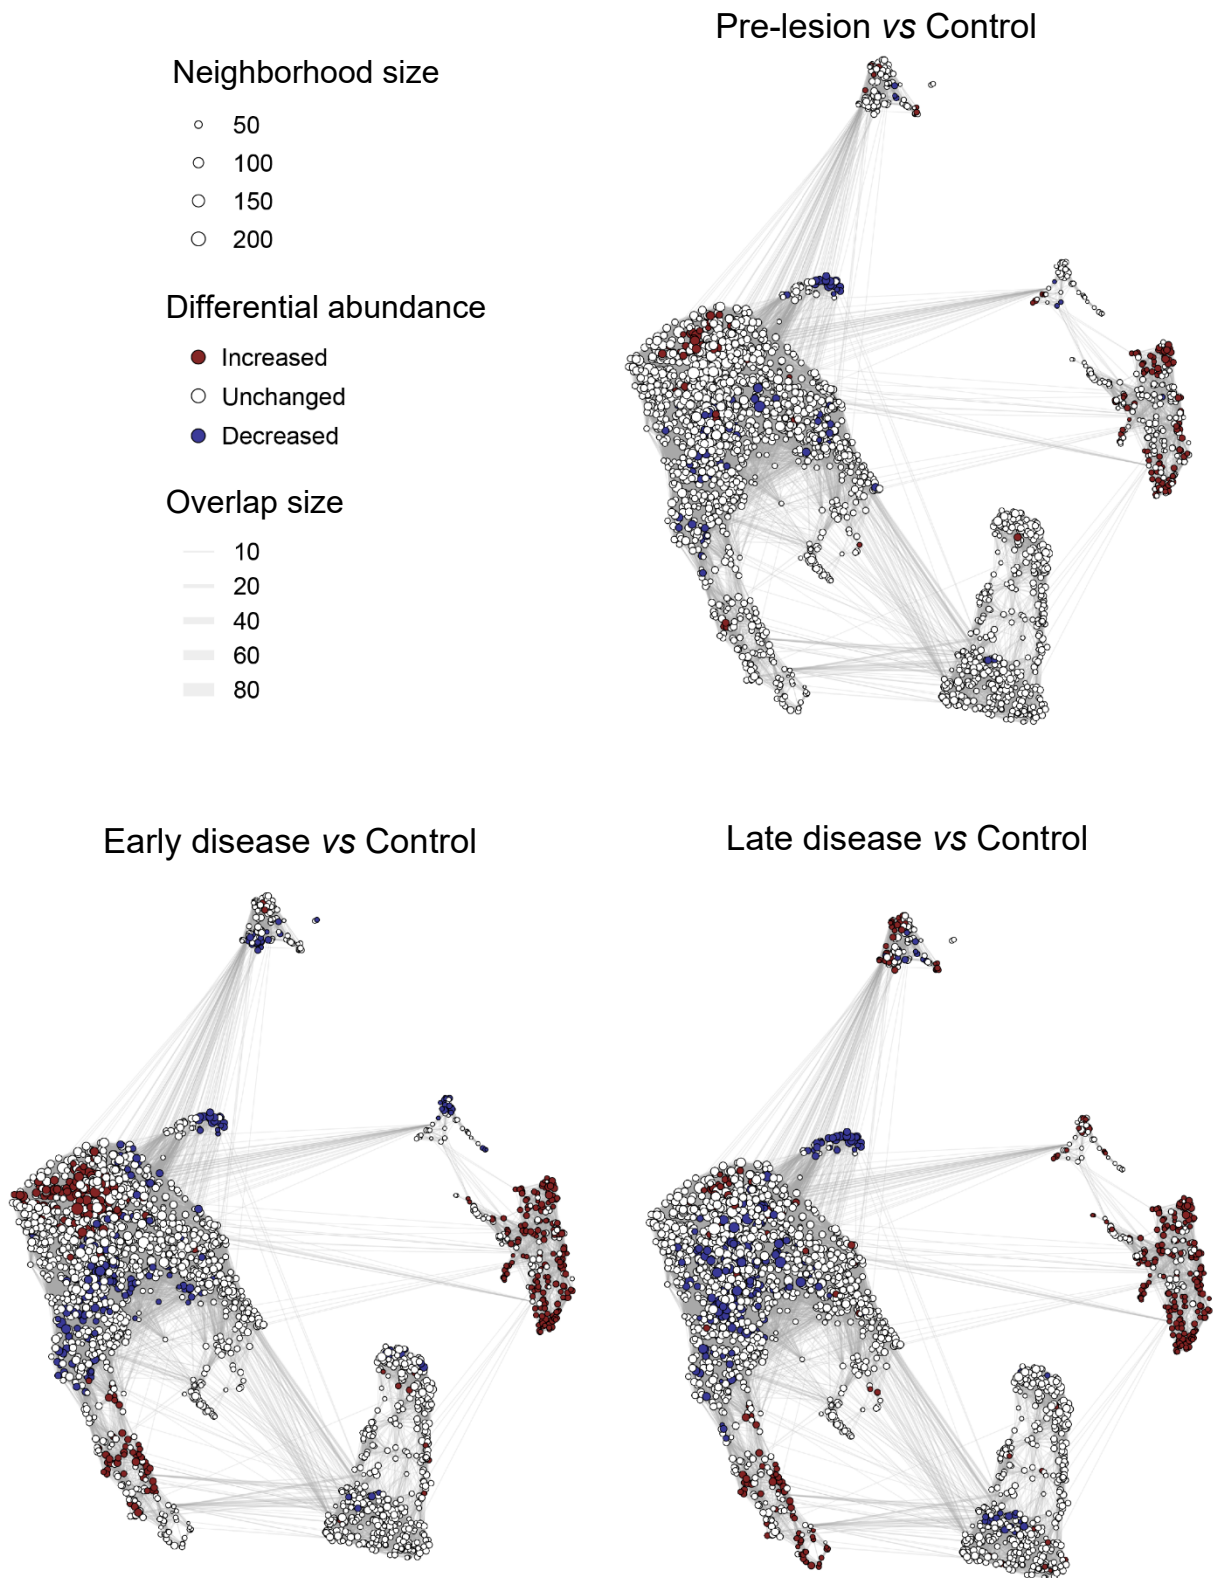 Pre-lesion vs Control
Neighborhood size
50
100
150
200
Differential abundance
Increased
Unchanged
Decreased
Overlap size
10
20
40
60
80
Early disease vs Control
Late disease vs Control